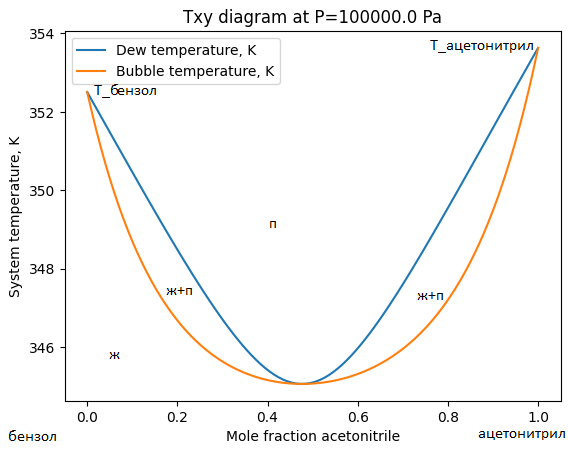 Txy diagram at P=100000.0 Pa
Dew temperature, K
Bubble temperature, K
T_ацетонитрил
T_бензол
System temperature, K
354
352
350
348
346
п
ж+п
ж+п
ж
0.0
0.2
0.4
0.6
0.8
1.0
бензол
Mole fraction acetonitrile
ацетонитрил